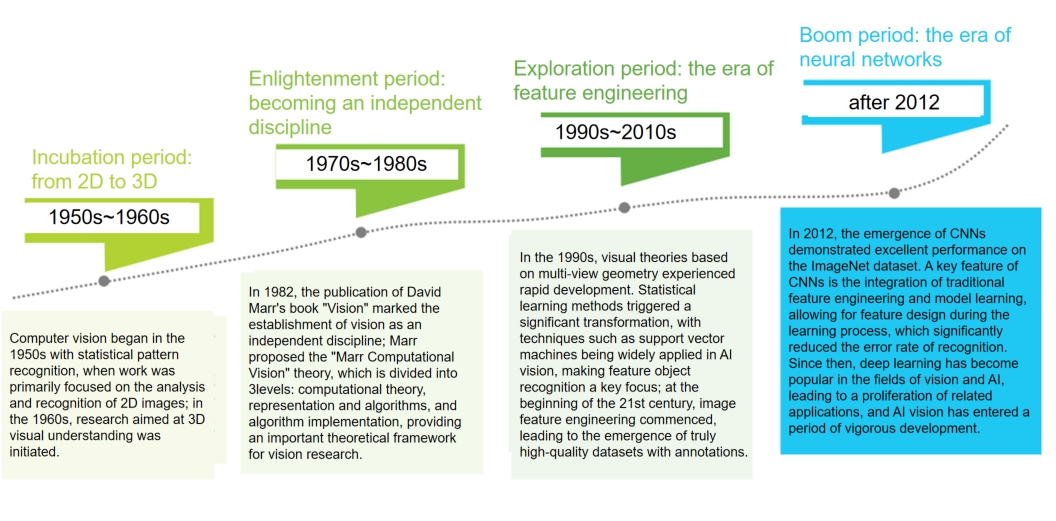 Incubation period:
from 2D to 3D
1950s~1960s
Computer vision began in the
1950s with statistical pattern
recognition, when work was
primarily focused on the analysis
and recognition of 2D images; in
the 1960s, research aimed at 3D
visual understanding was
initiated.
Enlightenment period:
becoming an independent
discipline
1970s~1980s
In 1982, the publication of David
Marr's book "Vision" marked the
establishment of vision as an
independent discipline; Marr
proposed the "Marr Computational
Vision" theory, which is divided into
3levels: computational theory,
representation and algorithms, and
algorithm implementation, providing
an important theoretical framework
for vision research.
Exploration period: the era of
feature engineering
1990s~2010s
In the 1990s, visual theories based
on multi-view geometry experienced
rapid development. Statistical
learning methods triggered a
significant transformation, with
techniques such as support vector
machines being widely applied in AI
vision, making feature object
recognition a key focus; at the
beginning of the 21st century, image
feature engineering commenced,
leading to the emergence of truly
high-quality datasets with annotations.
Boom period: the era of
neural networks
after 2012
In 2012, the emergence of CNNs
demonstrated excellent performance on
the ImageNet dataset. A key feature of
CNNs is the integration of traditional
feature engineering and model learning,
allowing for feature design during the
learning process, which significantly
reduced the error rate of recognition.
Since then, deep learning has become
popular in the fields of vision and AI,
leading to a proliferation of related
applications, and AI vision has entered a
period of vigorous development.